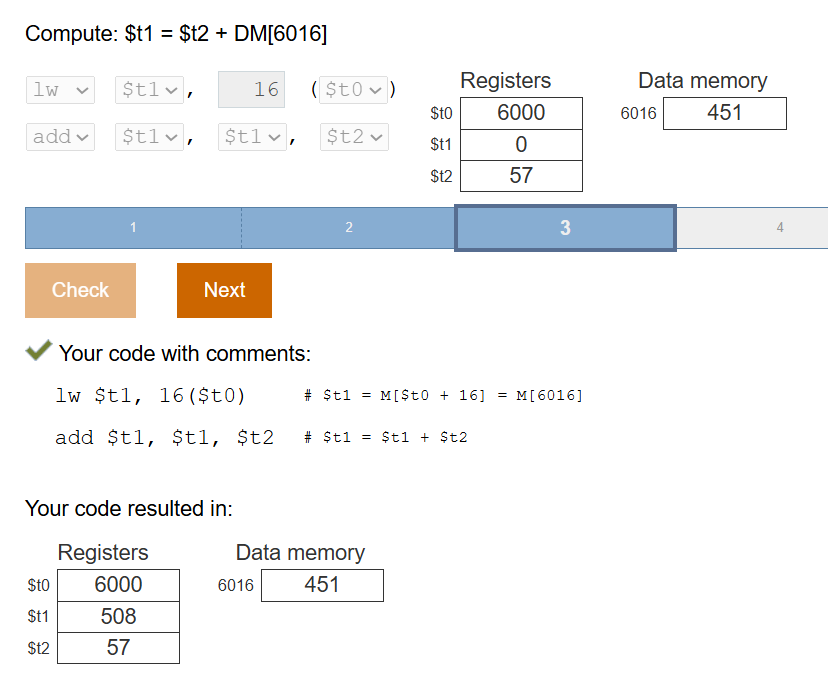 Compute: $t1 = $t2 + DM[6016]
lw $t1, 16 ($t0)
add $t1, $t1, $t2
Registers
$t0 6000
$t1 0
$t2 57
Data memory
6016 451
1 2 3 4
Check Next
Your code with comments:
lw $t1, 16($t0) # $t1 = M[$t0 + 16] = M[6016]
add $t1, $t1, $t2 # $t1 = $t1 + $t2
Your code resulted in:
Registers
$t0 6000
$t1 508
$t2 57
Data memory
6016 451